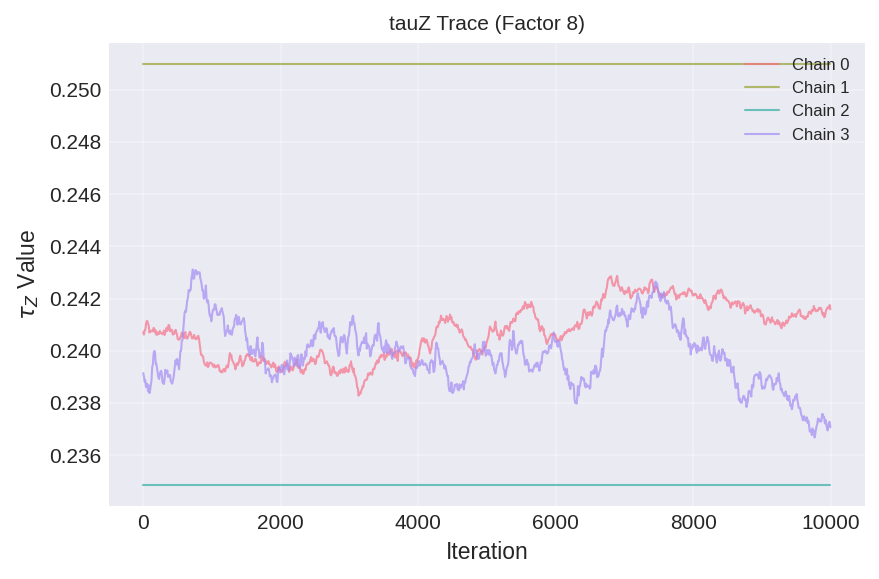 tauZ Trace (Factor 8)
τZ Value
0.250
0.248
0.246
0.244
0.242
0.240
0.238
0.236
Chain 0
Chain 1
Chain 2
Chain 3
0 2000 4000 6000 8000 10000
Iteration